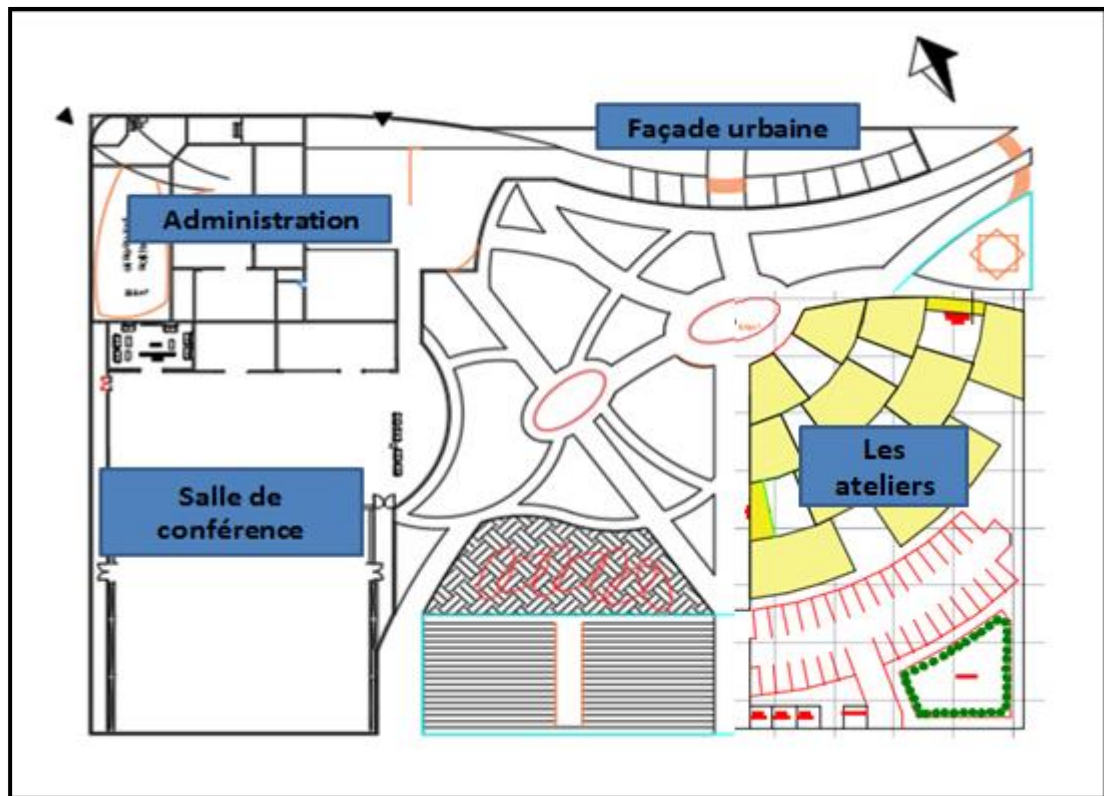 Façade urbaine
Administration
Les
ateliers
Salle de
conférence